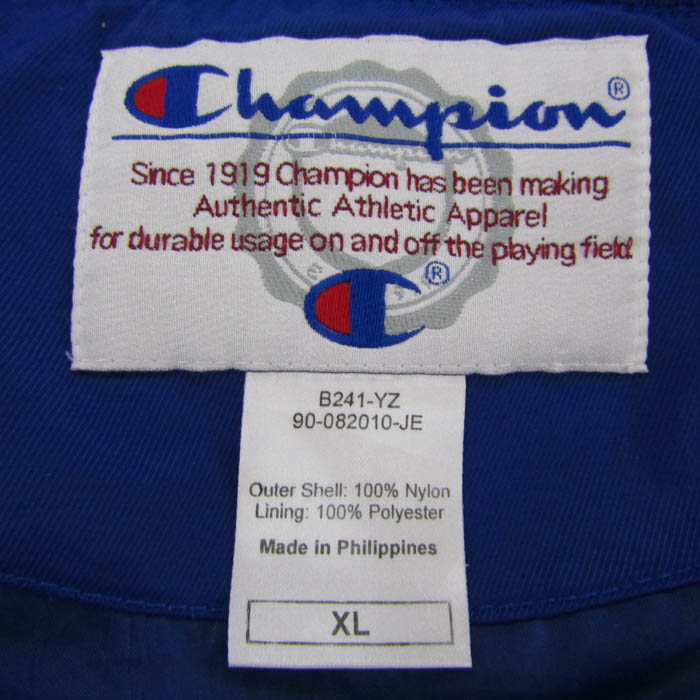 Champion®
Since 1919 Champion has been making
Authentic Athletic Apparel
for durable usage on and off the playing field
®
B241-YZ
90-082010-JE
Outer Shell: 100% Nylon
Lining: 100% Polyester
Made in Philippines
XL